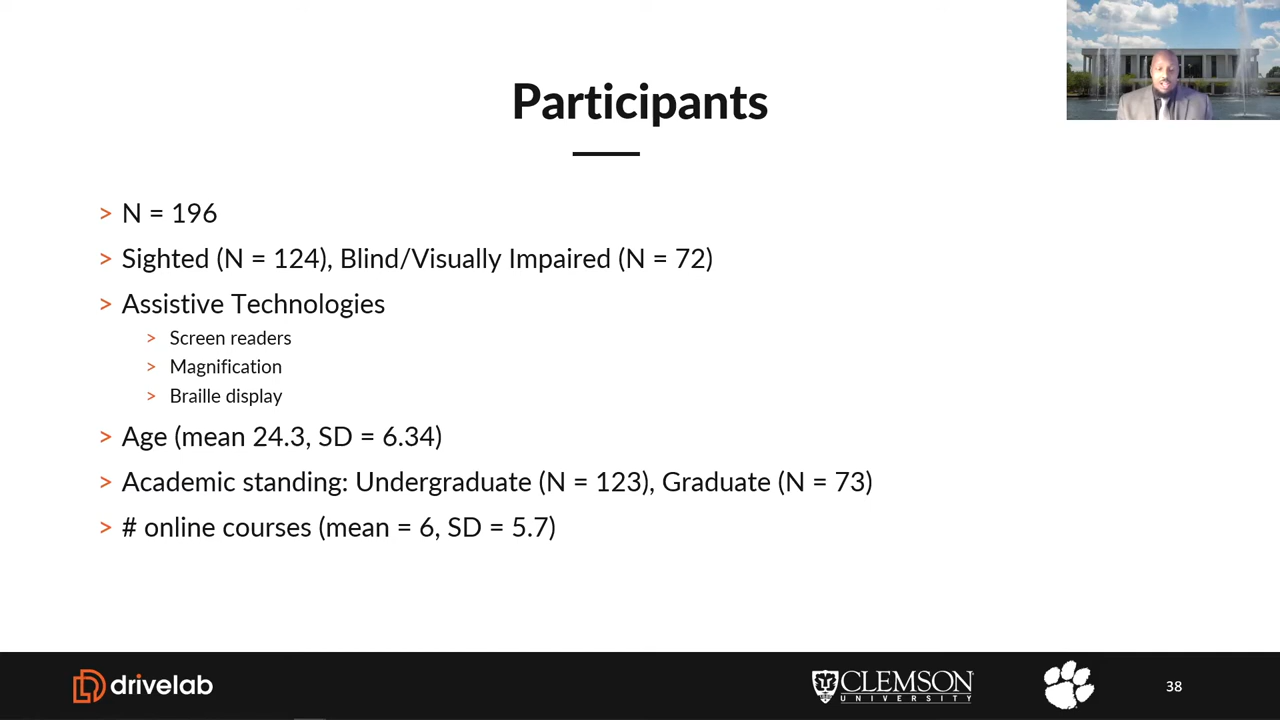 Participants
> N = 196
> Sighted (N = 124), Blind/Visually Impaired (N = 72)
> Assistive Technologies
> Screen readers
> Magnification
> Braille display
> Age (mean 24.3, SD = 6.34)
> Academic standing: Undergraduate (N = 123), Graduate (N = 73)
> # online courses (mean = 6, SD = 5.7)
drivelab
CLEMSON
UNIVERSITY
38